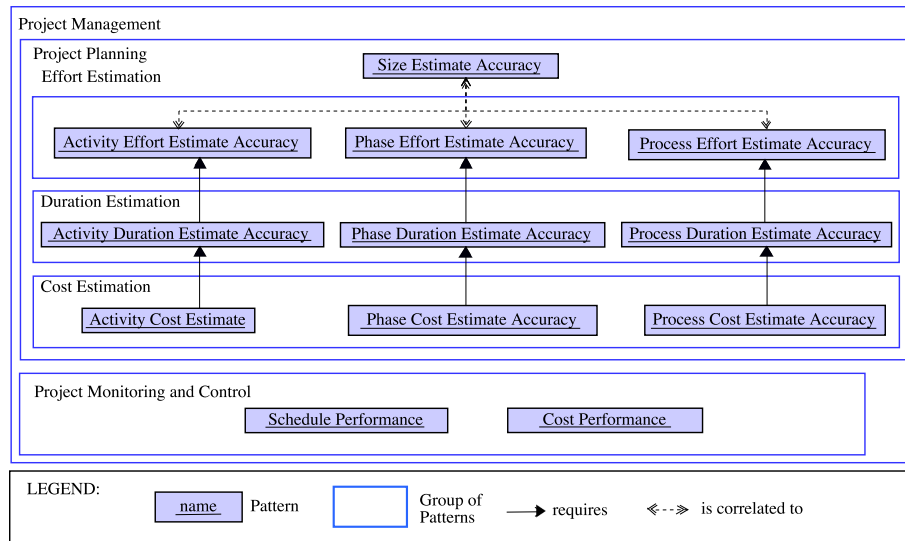 Project Management
Project Planning
Effort Estimation
Size Estimate Accuracy
Activity Effort Estimate Accuracy
Phase Effort Estimate Accuracy
Process Effort Estimate Accuracy
Duration Estimation
Activity Duration Estimate Accuracy
Phase Duration Estimate Accuracy
Process Duration Estimate Accuracy
Cost Estimation
Activity Cost Estimate
Phase Cost Estimate Accuracy
Process Cost Estimate Accuracy
Project Monitoring and Control
Schedule Performance
Cost Performance
LEGEND:
name
Pattern
Group of
Patterns
requires
is correlated to